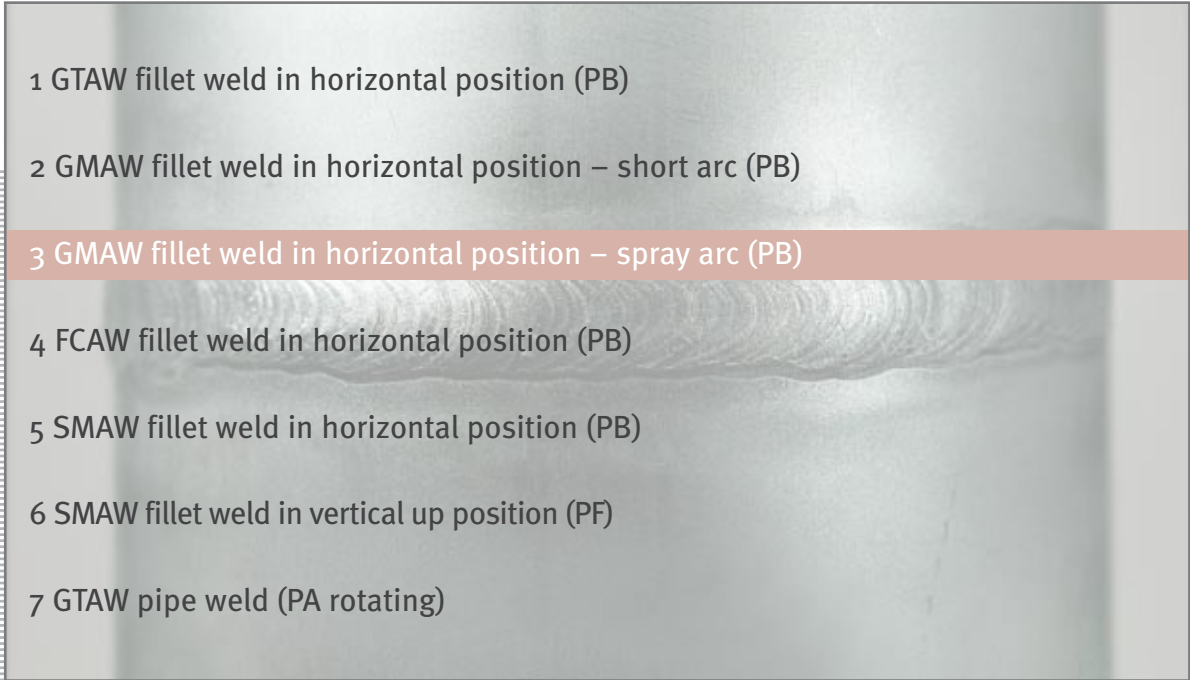 1 GTAW fillet weld in horizontal position (PB)
2 GMAW fillet weld in horizontal position – short arc (PB)
3 GMAW fillet weld in horizontal position – spray arc (PB)
4 FCAW fillet weld in horizontal position (PB)
5 SMAW fillet weld in horizontal position (PB)
6 SMAW fillet weld in vertical up position (PF)
7 GTAW pipe weld (PA rotating)